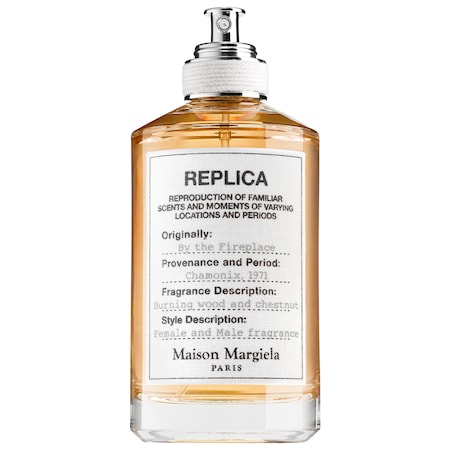 REPLICA
REPRODUCTION OF FAMILIAR
SCENTS AND MOMENTS OF VARYING
LOCATIONS AND PERIODS
Originally:
By the Fireplace
Provenance and Period:
Chamonix, 1971
Fragrance Description:
Burning wood and chestnut
Style Description:
Female and Male fragrance
Maison Margiela
PARIS